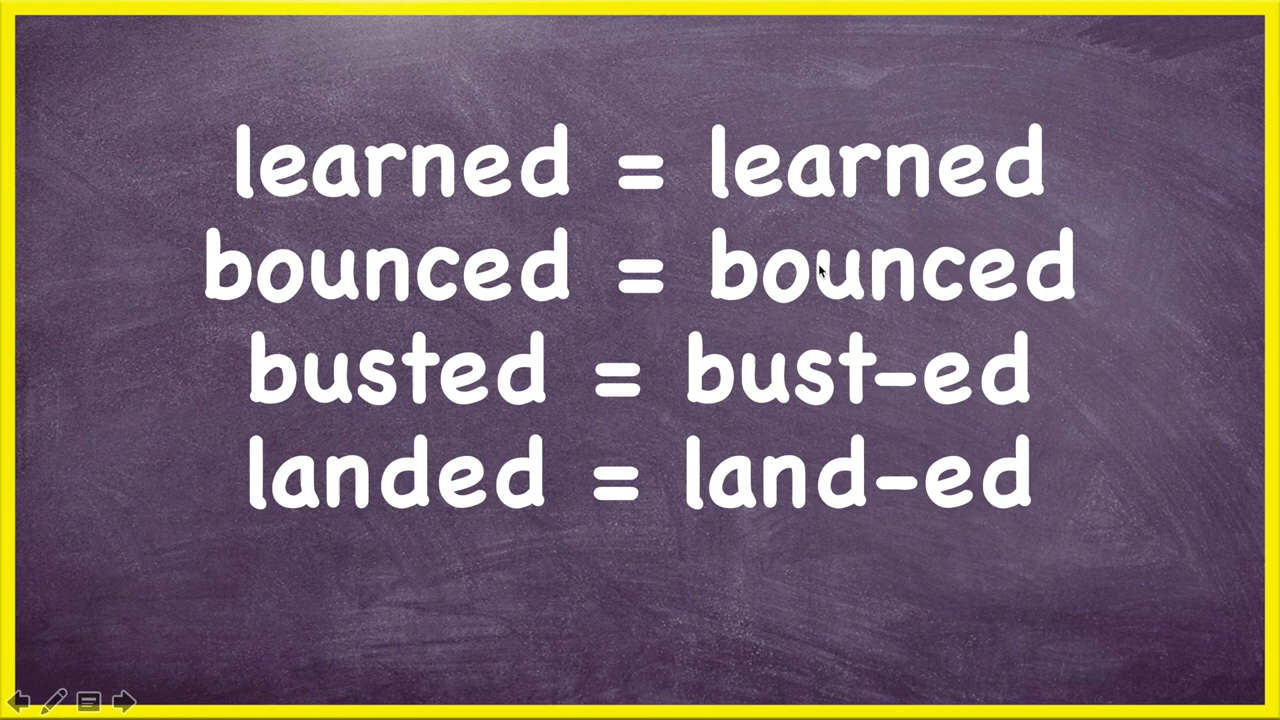 learned = learned
bounced = bounced
busted = bust-ed
landed = land-ed